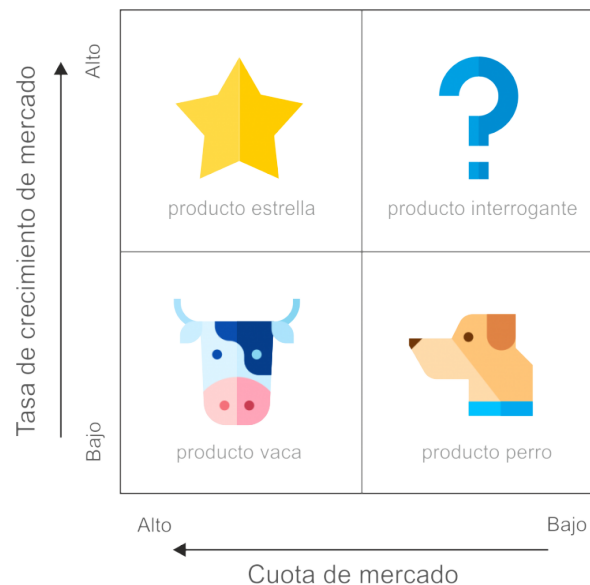 Tasa de crecimiento de mercado
Alto
Bajo
producto estrella
producto interrogante
producto vaca
producto perro
Alto
Bajo
Cuota de mercado